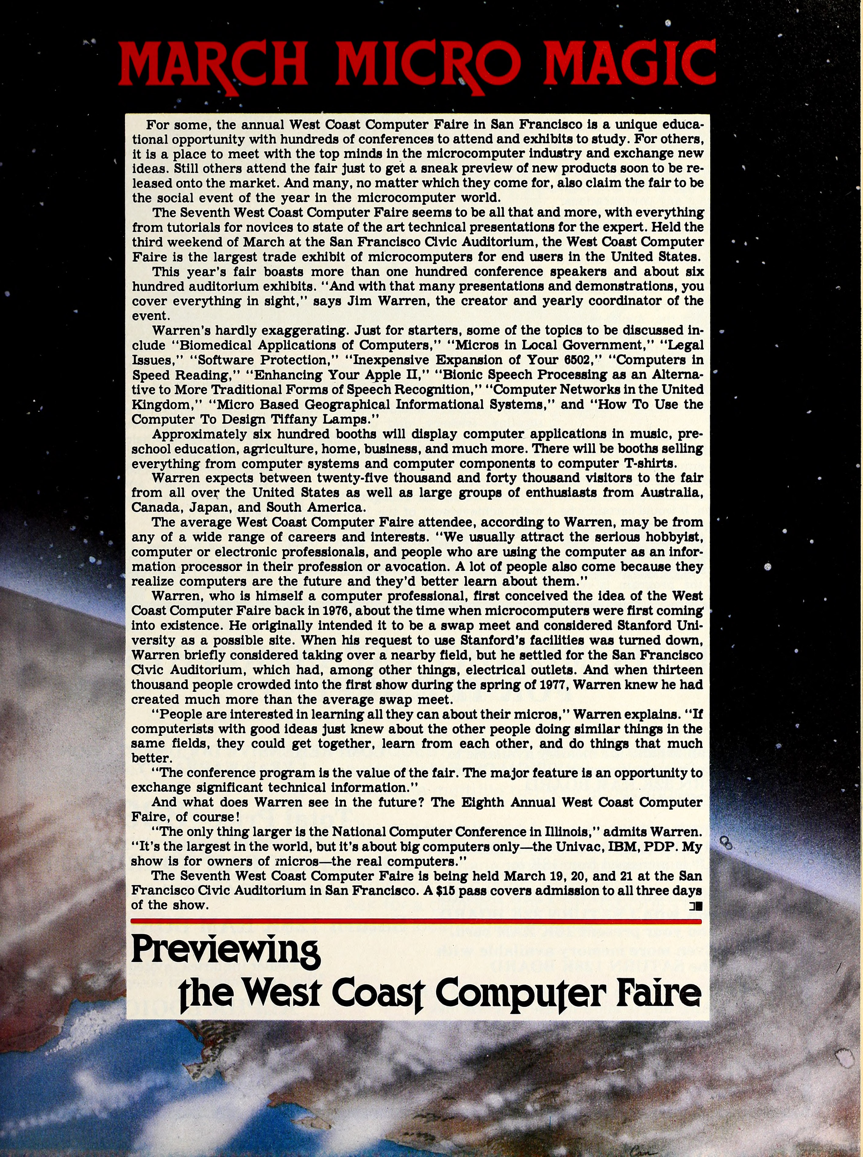 MARCH MICRO MAGIC
For some, the annual West Coast Computer Faire in San Francisco is a unique educa-
tional opportunity with hundreds of conferences to attend and exhibits to study. For others,
it is a place to meet with the top minds in the microcomputer industry and exchange new
ideas. Still others attend the fair just to get a sneak preview of new products soon to be re-
leased onto the market. And many, no matter which they come for, also claim the fair to be
the social event of the year in the microcomputer world.
The Seventh West Coast Computer Faire seems to be all that and more, with everything
from tutorials for novices to state of the art technical presentations for the expert. Held the
third weekend of March at the San Francisco Civic Auditorium, the West Coast Computer
Faire is the largest trade exhibit of microcomputers for end users in the United States.
This year's fair boasts more than one hundred conference speakers and about six
hundred auditorium exhibits. "And with that many presentations and demonstrations, you
cover everything in sight," says Jim Warren, the creator and yearly coordinator of the
event.
Warren's hardly exaggerating. Just for starters, some of the topics to be discussed in-
clude "Biomedical Applications of Computers," "Micros in Local Government," "Legal
Issues," "Software Protection," "Inexpensive Expansion of Your 6502," "Computers in
Speed Reading," "Enhancing Your Apple II," "Bionic Speech Processing as an Alterna-
tive to More Traditional Forms of Speech Recognition," "Computer Networks in the United
Kingdom," "Micro Based Geographical Informational Systems," and "How To Use the
Computer To Design Tiffany Lamps."
Approximately six hundred booths will display computer applications in music, pre-
school education, agriculture, home, business, and much more. There will be booths selling
everything from computer systems and computer components to computer T-shirts.
Warren expects between twenty-five thousand and forty thousand visitors to the fair
from all over the United States as well as large groups of enthusiasts from Australia,
Canada, Japan, and South America.
The average West Coast Computer Faire attendee, according to Warren, may be from
any of a wide range of careers and interests. "We usually attract the serious hobbyist,
computer or electronic professionals, and people who are using the computer as an infor-
mation processor in their profession or avocation. A lot of people also come because they
realize computers are the future and they'd better learn about them."
Warren, who is himself a computer professional, first conceived the idea of the West
Coast Computer Faire back in 1976, about the time when microcomputers were first coming
into existence. He originally intended it to be a swap meet and considered Stanford Uni-
versity as a possible site. When his request to use Stanford's facilities was turned down,
Warren briefly considered taking over a nearby field, but he settled for the San Francisco
Civic Auditorium, which had, among other things, electrical outlets. And when thirteen
thousand people crowded into the first show during the spring of 1977, Warren knew he had
created much more than the average swap meet.
"People are interested in learning all they can about their micros," Warren explains. "If
computerists with good ideas just knew about the other people doing similar things in the
same fields, they could get together, learn from each other, and do things that much
better.
"The conference program is the value of the fair. The major feature is an opportunity to
exchange significant technical information."
And what does Warren see in the future? The Eighth Annual West Coast Computer
Faire, of course!
"The only thing larger is the National Computer Conference in Illinois," admits Warren.
"It's the largest in the world, but it's about big computers only—the Univac, IBM, PDP. My
show is for owners of micros—the real computers."
The Seventh West Coast Computer Faire is being held March 19, 20, and 21 at the San
Francisco Civic Auditorium in San Francisco. A $15 pass covers admission to all three days
of the show.
Previewing
the West Coast Computer Faire